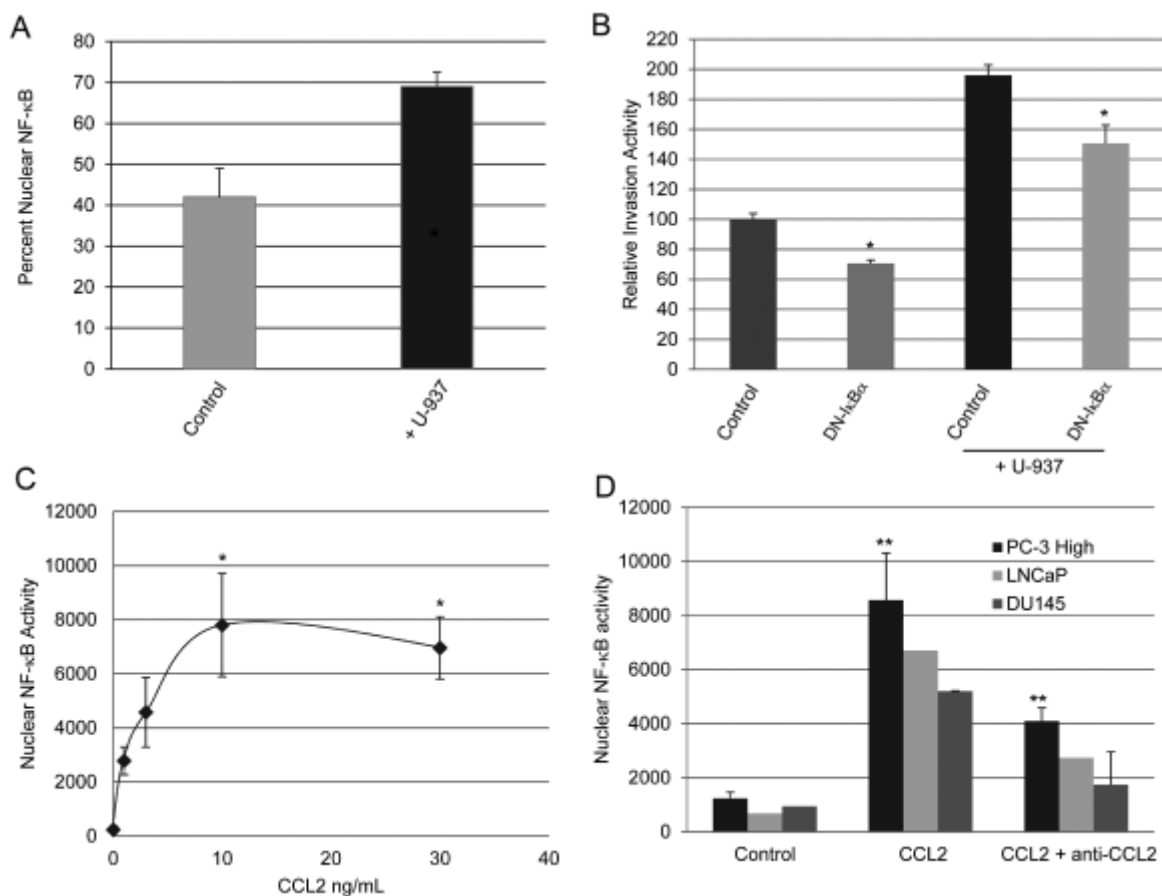 A
Percent Nuclear NF-κB
80
70
60
50
40
30
20
10
0
*
Control
+ U-937
B
Relative Invasion Activity
220
200
180
160
140
120
100
80
60
40
20
0
*
*
Control
DN-IκBα
Control
DN-IκBα
+ U-937
C
Nuclear NF-κB Activity
12000
10000
8000
6000
4000
2000
0
*
*
0 10 20 30 40
CCL2 ng/mL
D
Nuclear NF-κB activity
12000
10000
8000
6000
4000
2000
0
**
**
PC-3 High
LNCaP
DU145
Control CCL2 CCL2 + anti-CCL2